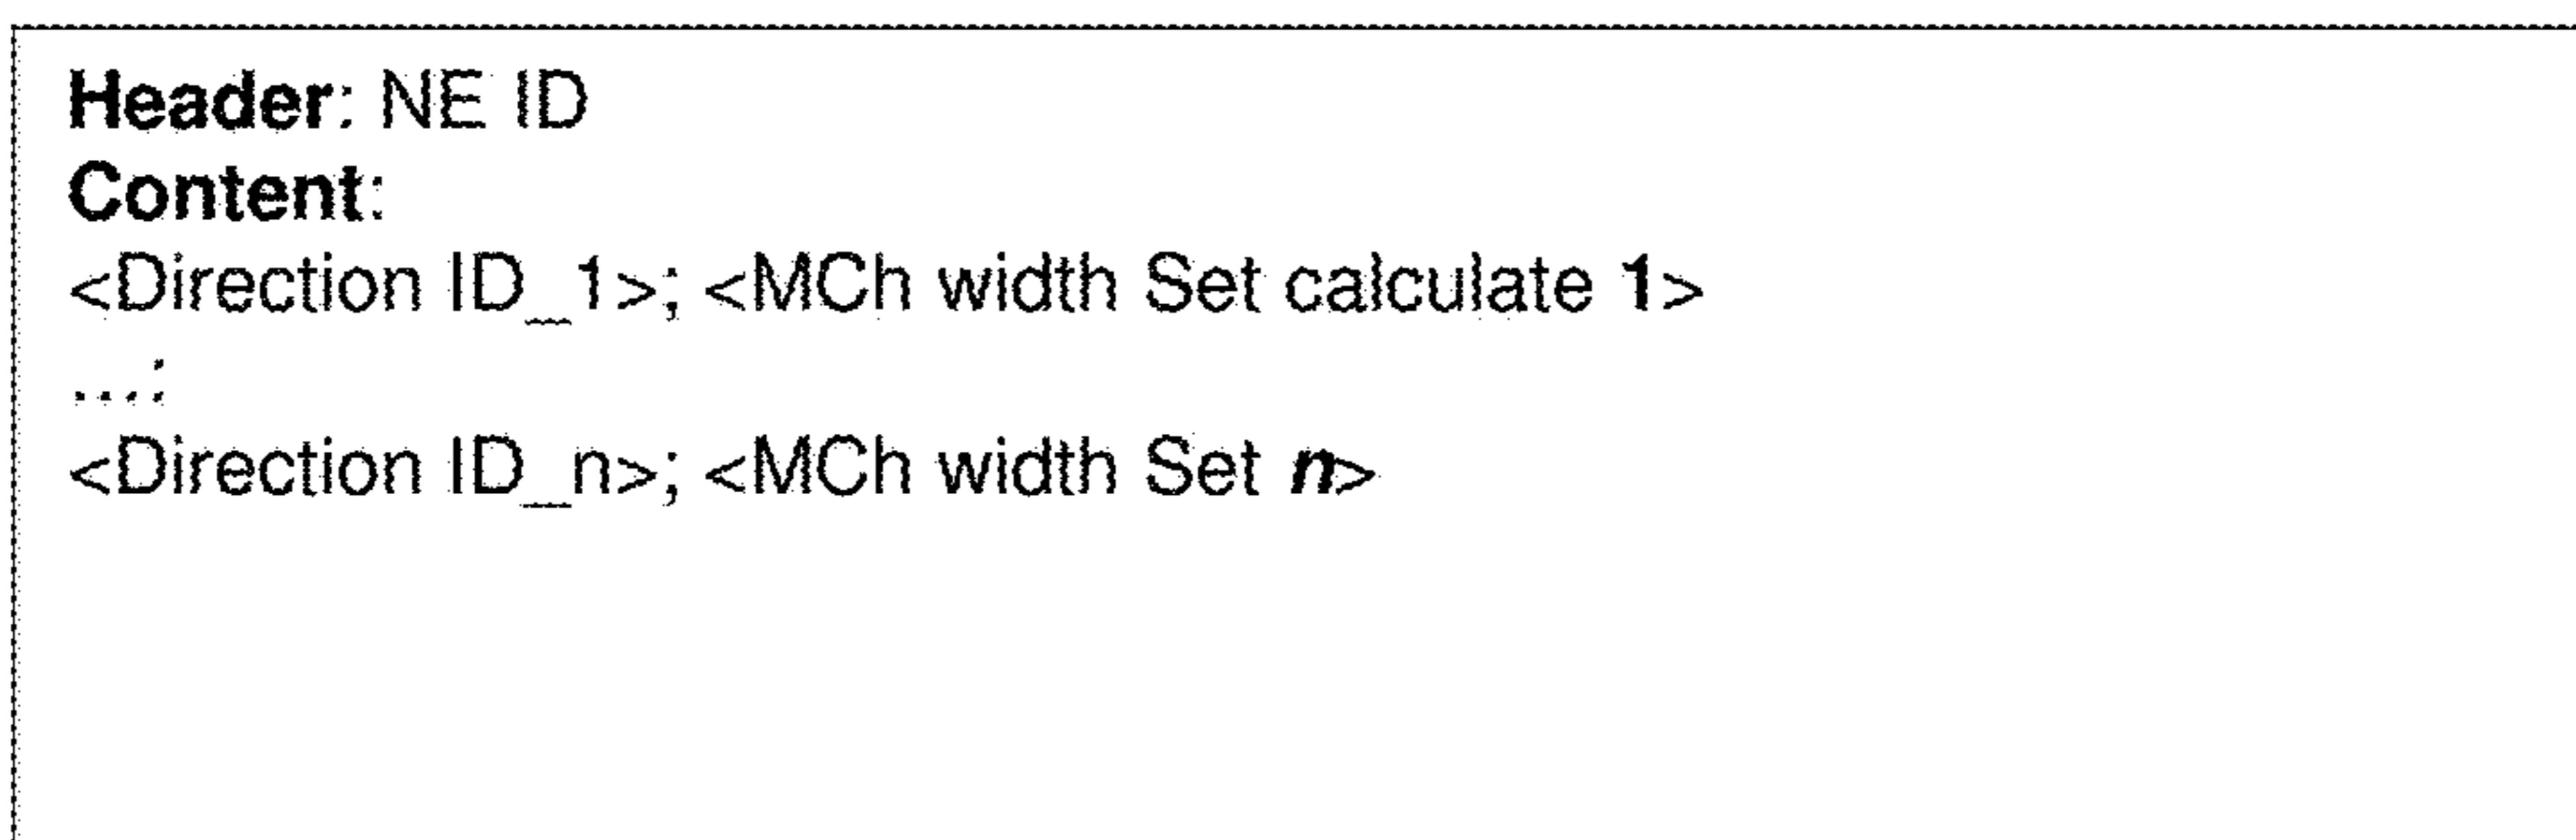 Header: NE ID
Content:
<Direction ID_1>; <MCh width Set calculate 1>
...;
<Direction ID_n>; <MCh width Set n>